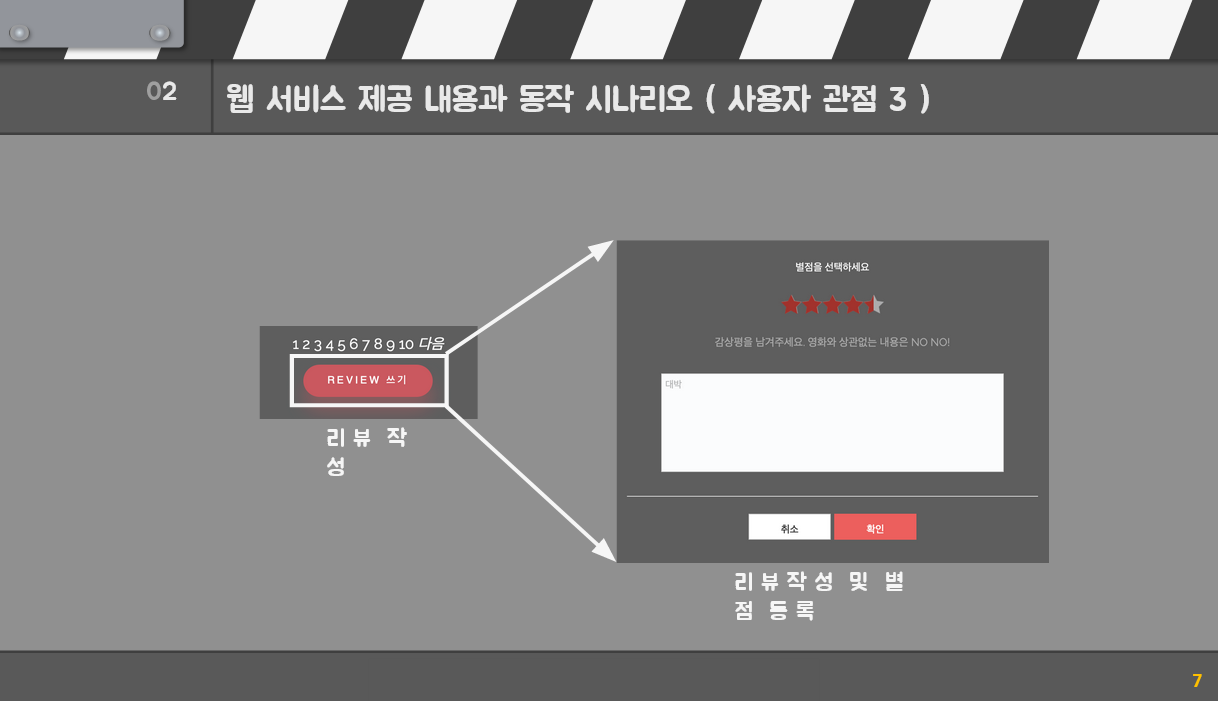 02
웹 서비스 제공 내용과 동작 시나리오 ( 사용자 관점 3 )
1 2 3 4 5 6 7 8 9 10 다음
REVIEW 쓰기
리뷰 작
성
별점을 선택하세요
감상평을 남겨주세요. 영화와 상관없는 내용은 NO NO!
대박
취소 확인
리뷰작성 및 별
점 등록
7